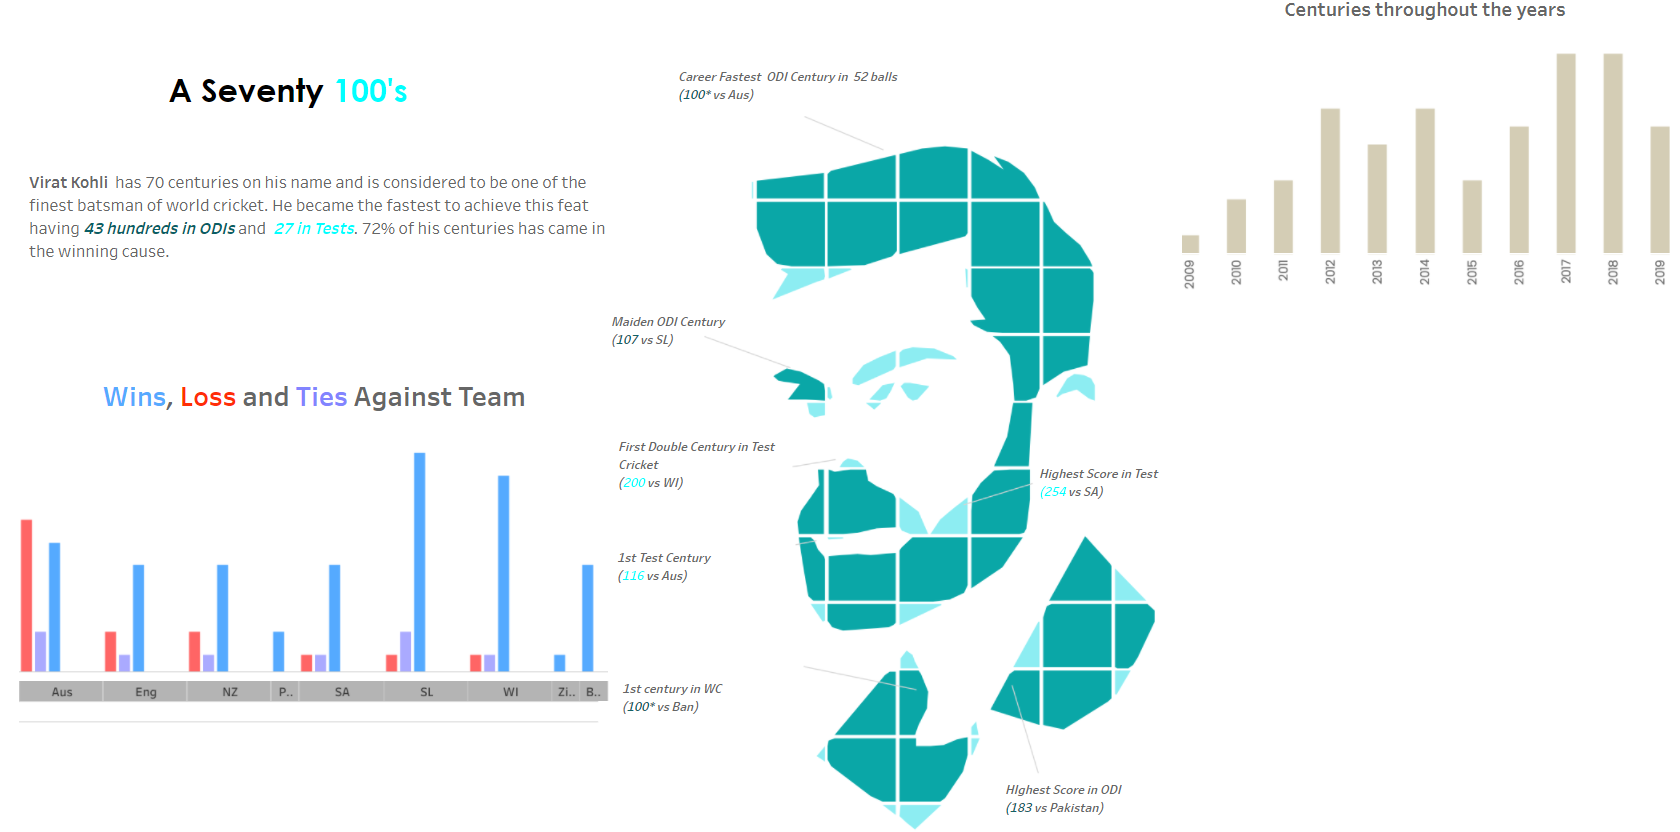 Centuries throughout the years
A Seventy 100's
Career Fastest ODI Century in 52 balls
(100* vs Aus)
Virat Kohli has 70 centuries on his name and is considered to be one of the
finest batsman of world cricket. He became the fastest to achieve this feat
having 43 hundreds in ODIs and 27 in Tests. 72% of his centuries has came in
the winning cause.
2009 2010 2011 2012 2013 2014 2015 2016 2017 2018 2019
Maiden ODI Century
(107 vs SL)
Wins, Loss and Ties Against Team
First Double Century in Test
Cricket
(200 vs WI)
Highest Score in Test
(254 vs SA)
1st Test Century
(116 vs Aus)
Aus Eng NZ P.. SA SL WI Zi.. B..
1st century in WC
(100* vs Ban)
HIghest Score in ODI
(183 vs Pakistan)